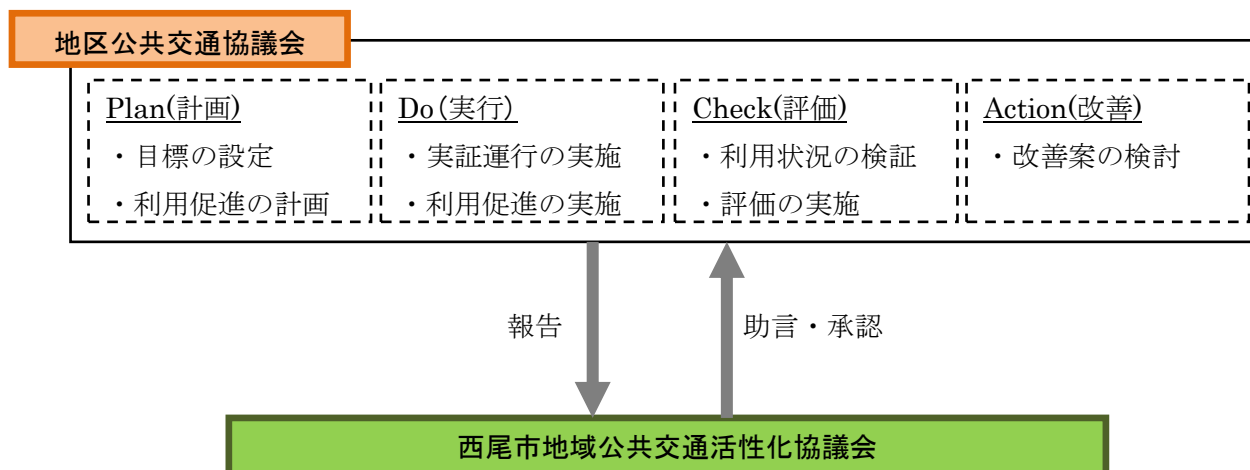 地区公共交通協議会
Plan(計画)
・目標の設定
・利用促進の計画
Do(実行)
・実証運行の実施
・利用促進の実施
Check(評価)
・利用状況の検証
・評価の実施
Action(改善)
・改善案の検討
報告
助言・承認
西尾市地域公共交通活性化協議会